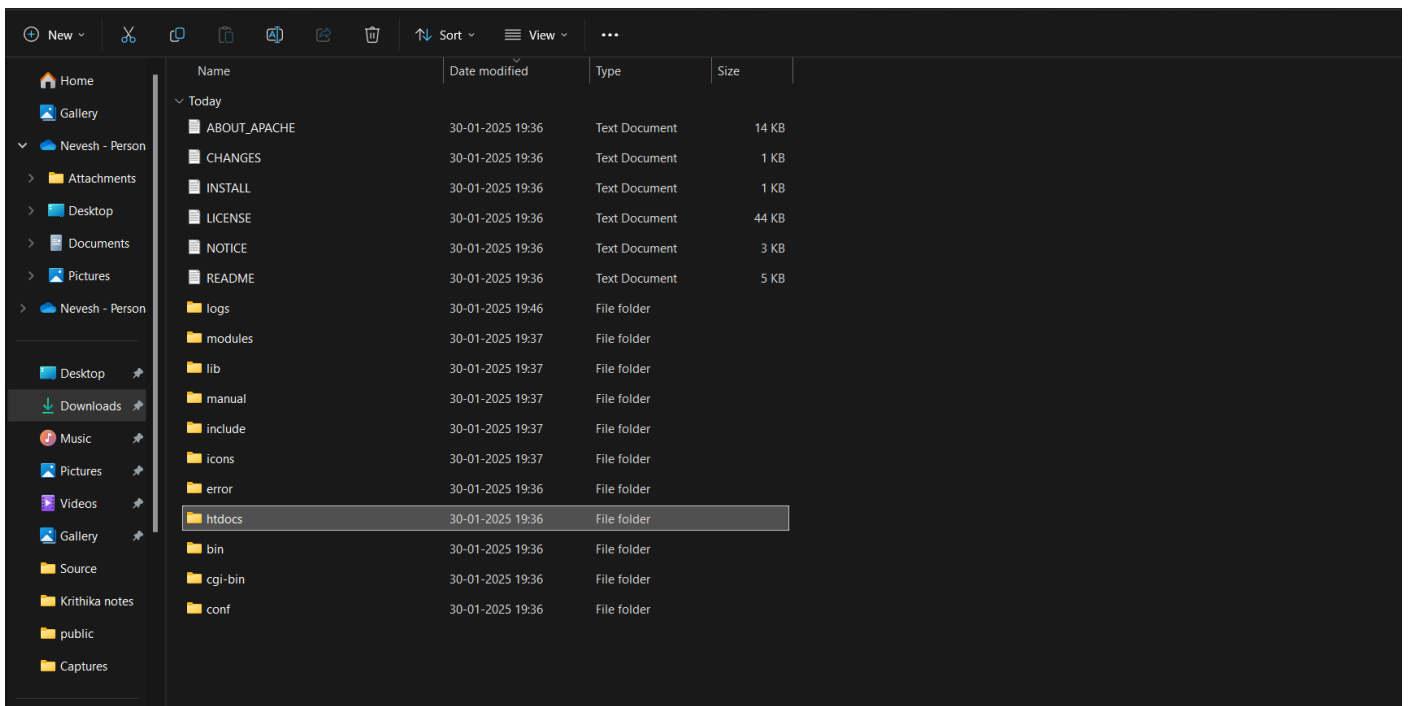 New
Sort
View
Home
Gallery
Nevesh - Person
Attachments
Desktop
Documents
Pictures
Nevesh - Person
Desktop
Downloads
Music
Pictures
Videos
Gallery
Source
Krithika notes
public
Captures
Name Date modified Type Size
Today
ABOUT_APACHE 30-01-2025 19:36 Text Document 14 KB
CHANGES 30-01-2025 19:36 Text Document 1 KB
INSTALL 30-01-2025 19:36 Text Document 1 KB
LICENSE 30-01-2025 19:36 Text Document 44 KB
NOTICE 30-01-2025 19:36 Text Document 3 KB
README 30-01-2025 19:36 Text Document 5 KB
logs 30-01-2025 19:46 File folder
modules 30-01-2025 19:37 File folder
lib 30-01-2025 19:37 File folder
manual 30-01-2025 19:37 File folder
include 30-01-2025 19:37 File folder
icons 30-01-2025 19:37 File folder
error 30-01-2025 19:36 File folder
htdocs 30-01-2025 19:36 File folder
bin 30-01-2025 19:36 File folder
cgi-bin 30-01-2025 19:36 File folder
conf 30-01-2025 19:36 File folder